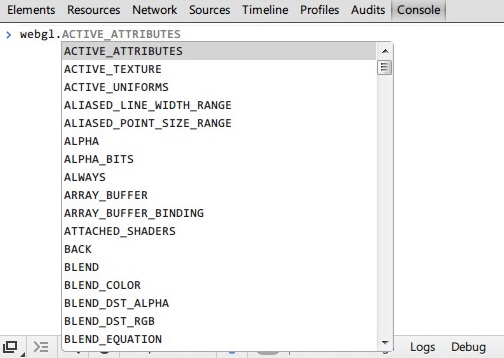 Elements Resources Network Sources Timeline Profiles Audits Console
> webgl.ACTIVE_ATTRIBUTES
ACTIVE_ATTRIBUTES
ACTIVE_TEXTURE
ACTIVE_UNIFORMS
ALIASED_LINE_WIDTH_RANGE
ALIASED_POINT_SIZE_RANGE
ALPHA
ALPHA_BITS
ALWAYS
ARRAY_BUFFER
ARRAY_BUFFER_BINDING
ATTACHED_SHADERS
BACK
BLEND
BLEND_COLOR
BLEND_DST_ALPHA
BLEND_DST_RGB
BLEND_EQUATION
Logs Debug